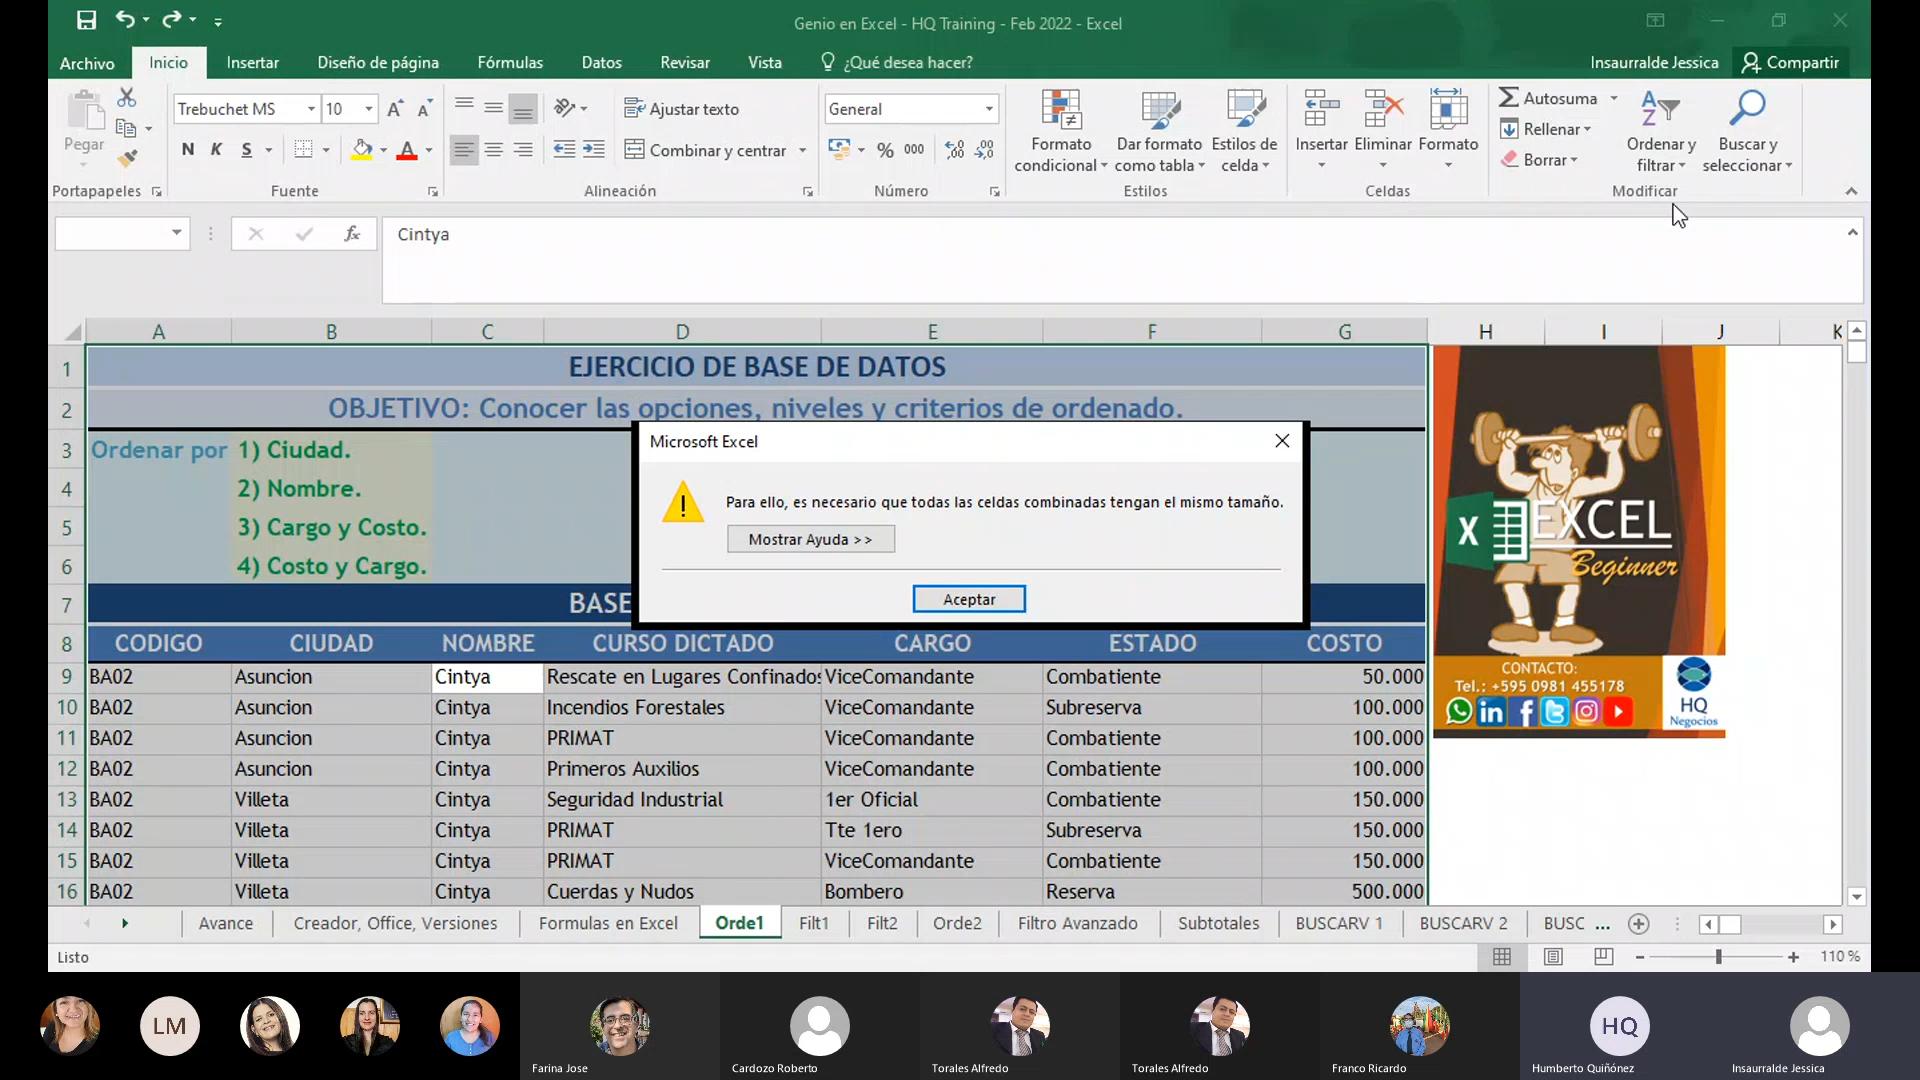 Genio en Excel - HQ Training - Feb 2022 - Excel
Archivo Inicio Insertar Diseño de página Fórmulas Datos Revisar Vista ¿Qué desea hacer? Insaurralde Jessica Compartir
Pegar
Portapapeles
Trebuchet MS 10
N K S
Fuente
Ajustar texto
Combinar y centrar
Alineación
General
% 000
Número
Formato condicional
Dar formato como tabla
Estilos de celda
Estilos
Insertar Eliminar Formato
Celdas
Autosuma
Rellenar
Borrar
Ordenar y filtrar
Buscar y seleccionar
Modificar
fx Cintya
A B C D E F G H I J K
1 EJERCICIO DE BASE DE DATOS
2 OBJETIVO: Conocer las opciones, niveles y criterios de ordenado.
3 Ordenar por 1) Ciudad.
4 2) Nombre.
5 3) Cargo y Costo.
6 4) Costo y Cargo.
7 BASE
8 CODIGO CIUDAD NOMBRE CURSO DICTADO CARGO ESTADO COSTO
9 BA02 Asuncion Cintya Rescate en Lugares Confinados ViceComandante Combatiente 50.000
10 BA02 Asuncion Cintya Incendios Forestales ViceComandante Subreserva 100.000
11 BA02 Asuncion Cintya PRIMAT ViceComandante Combatiente 100.000
12 BA02 Asuncion Cintya Primeros Auxilios ViceComandante Combatiente 100.000
13 BA02 Villeta Cintya Seguridad Industrial 1er Oficial Combatiente 150.000
14 BA02 Villeta Cintya PRIMAT Tte 1ero Subreserva 150.000
15 BA02 Villeta Cintya PRIMAT ViceComandante Combatiente 150.000
16 BA02 Villeta Cintya Cuerdas y Nudos Bombero Reserva 500.000
Microsoft Excel
Para ello, es necesario que todas las celdas combinadas tengan el mismo tamaño.
Mostrar Ayuda >>
Aceptar
X EXCEL
Beginner
CONTACTO:
Tel.: +595 0981 455178
HQ
Negocios
Avance Creador, Office, Versiones Formulas en Excel Orde1 Filt1 Filt2 Orde2 Filtro Avanzado Subtotales BUSCARV 1 BUSCARV 2 BUSC ...
Listo 110 %
LM HQ
Farina Jose Cardozo Roberto Torales Alfredo Torales Alfredo Franco Ricardo Humberto Quiñónez Insaurralde Jessica